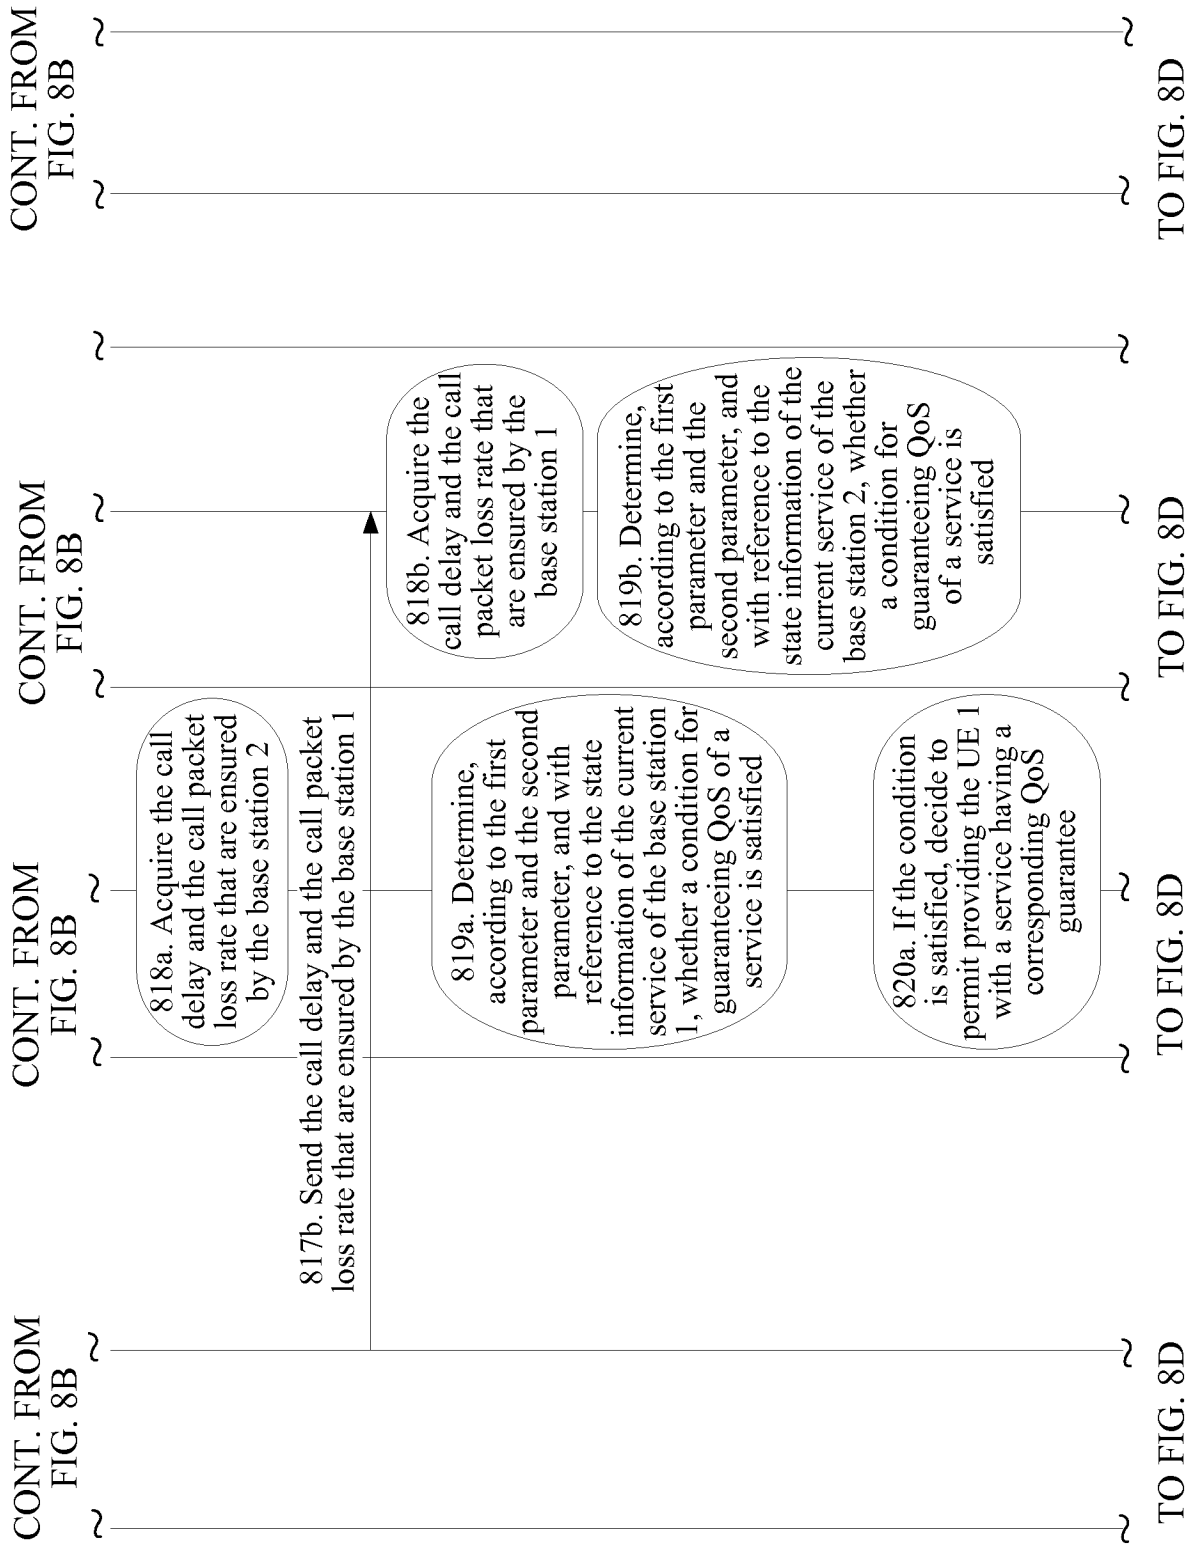 CONT. FROM
FIG. 8B
CONT. FROM
FIG. 8B
CONT. FROM
FIG. 8B
CONT. FROM
FIG. 8B
818a. Acquire the call
delay and the call packet
loss rate that are ensured
by the base station 2
817b. Send the call delay and the call packet
loss rate that are ensured by the base station 1
818b. Acquire the
call delay and the call
packet loss rate that
are ensured by the
base station 1
819a. Determine,
according to the first
parameter and the second
parameter, and with
reference to the state
information of the current
service of the base station
1, whether a condition for
guaranteeing QoS of a
service is satisfied
819b. Determine,
according to the first
parameter and the
second parameter, and
with reference to the
state information of the
current service of the
base station 2, whether
a condition for
guaranteeing QoS
of a service is
satisfied
820a. If the condition
is satisfied, decide to
permit providing the UE 1
with a service having a
corresponding QoS
guarantee
TO FIG. 8D
TO FIG. 8D
TO FIG. 8D
TO FIG. 8D